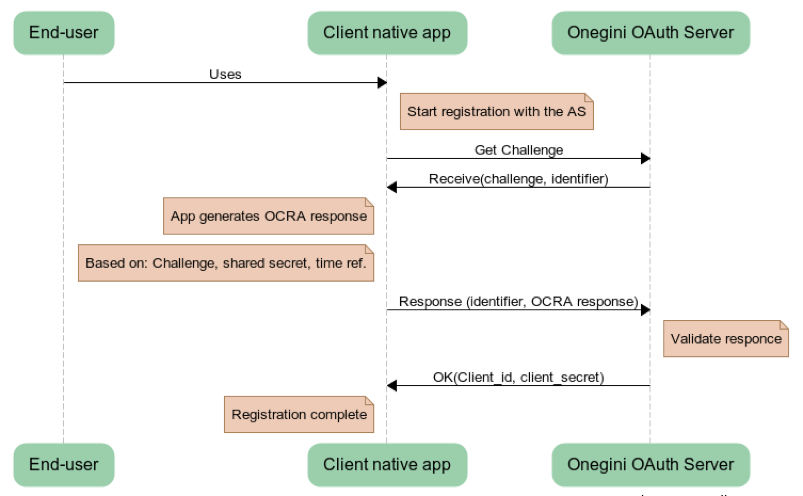 End-user
Client native app
Onegini OAuth Server
Uses
Start registration with the AS
Get Challenge
Receive(challenge, identifier)
App generates OCRA response
Based on: Challenge, shared secret, time ref.
Response (identifier, OCRA response)
Validate responce
OK(Client_id, client_secret)
Registration complete
End-user
Client native app
Onegini OAuth Server